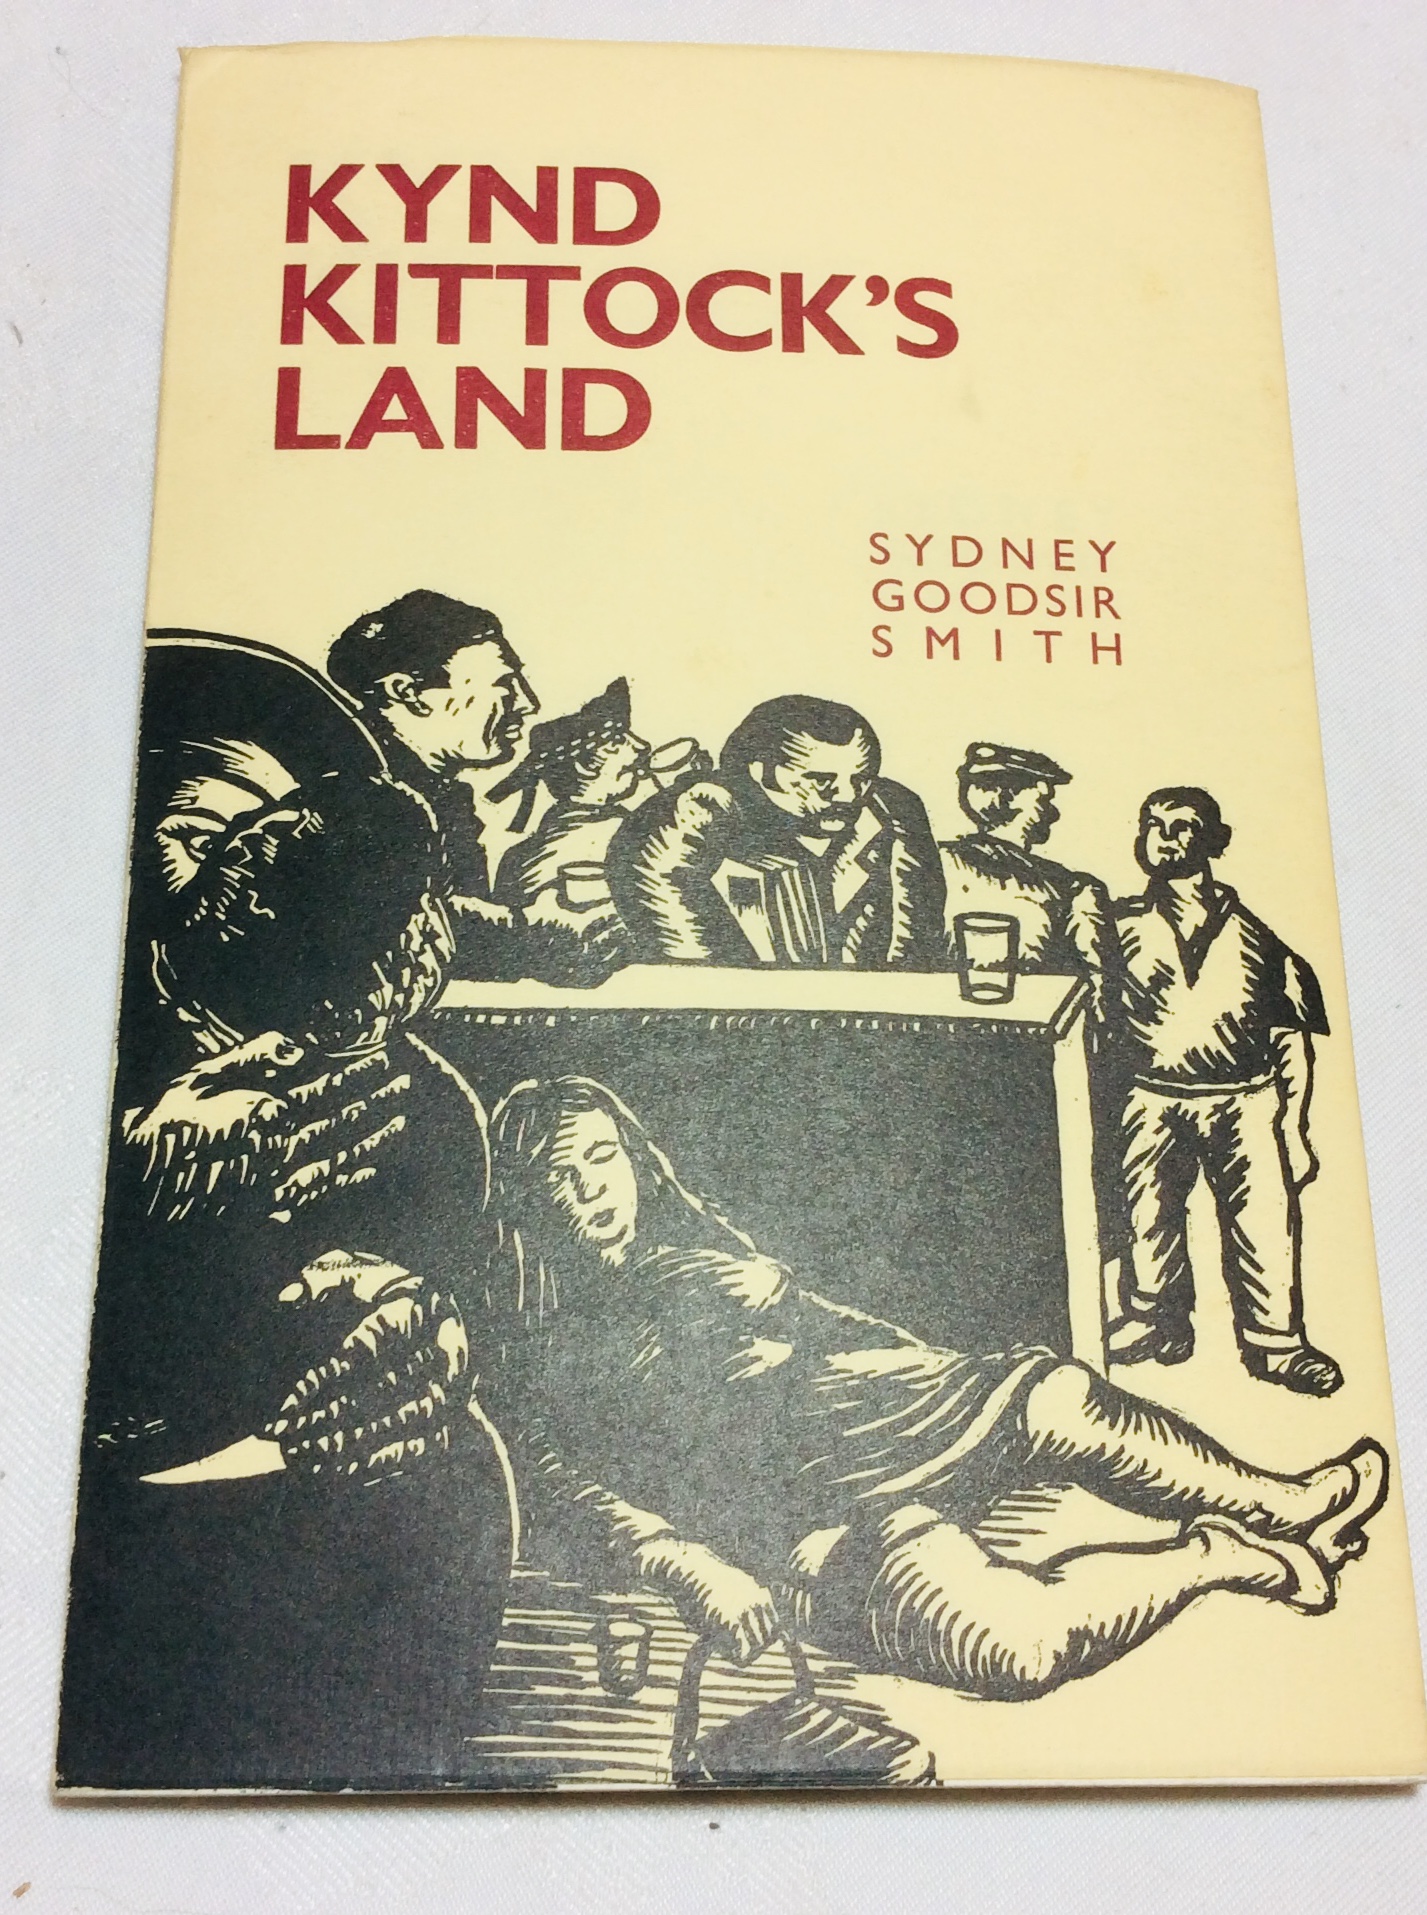 KYND
KITTOCK’S
LAND
SYDNEY
GOODSIR
SMITH